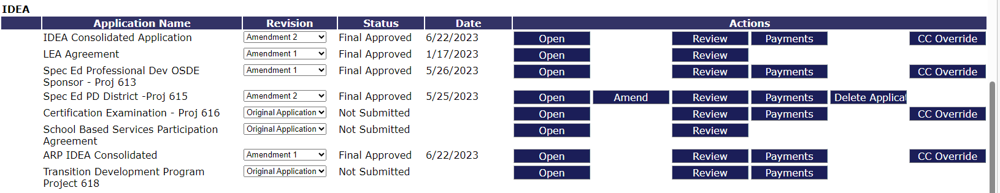 IDEA
Application Name Revision Status Date Actions
IDEA Consolidated Application Amendment 2 Final Approved 6/22/2023 Open Review Payments CC Override
LEA Agreement Amendment 1 Final Approved 1/17/2023 Open Review
Spec Ed Professional Dev OSDE Amendment 1 Final Approved 5/26/2023 Open Review Payments CC Override
Sponsor - Proj 613
Spec Ed PD District -Proj 615 Amendment 2 Final Approved 5/25/2023 Open Amend Review Payments Delete Applicat
Certification Examination - Proj 616 Original Application Not Submitted Open Review Payments CC Override
School Based Services Participation Original Application Not Submitted Open Review
Agreement
ARP IDEA Consolidated Amendment 1 Final Approved 6/22/2023 Open Review Payments CC Override
Transition Development Program Original Application Not Submitted Open Review Payments
Project 618